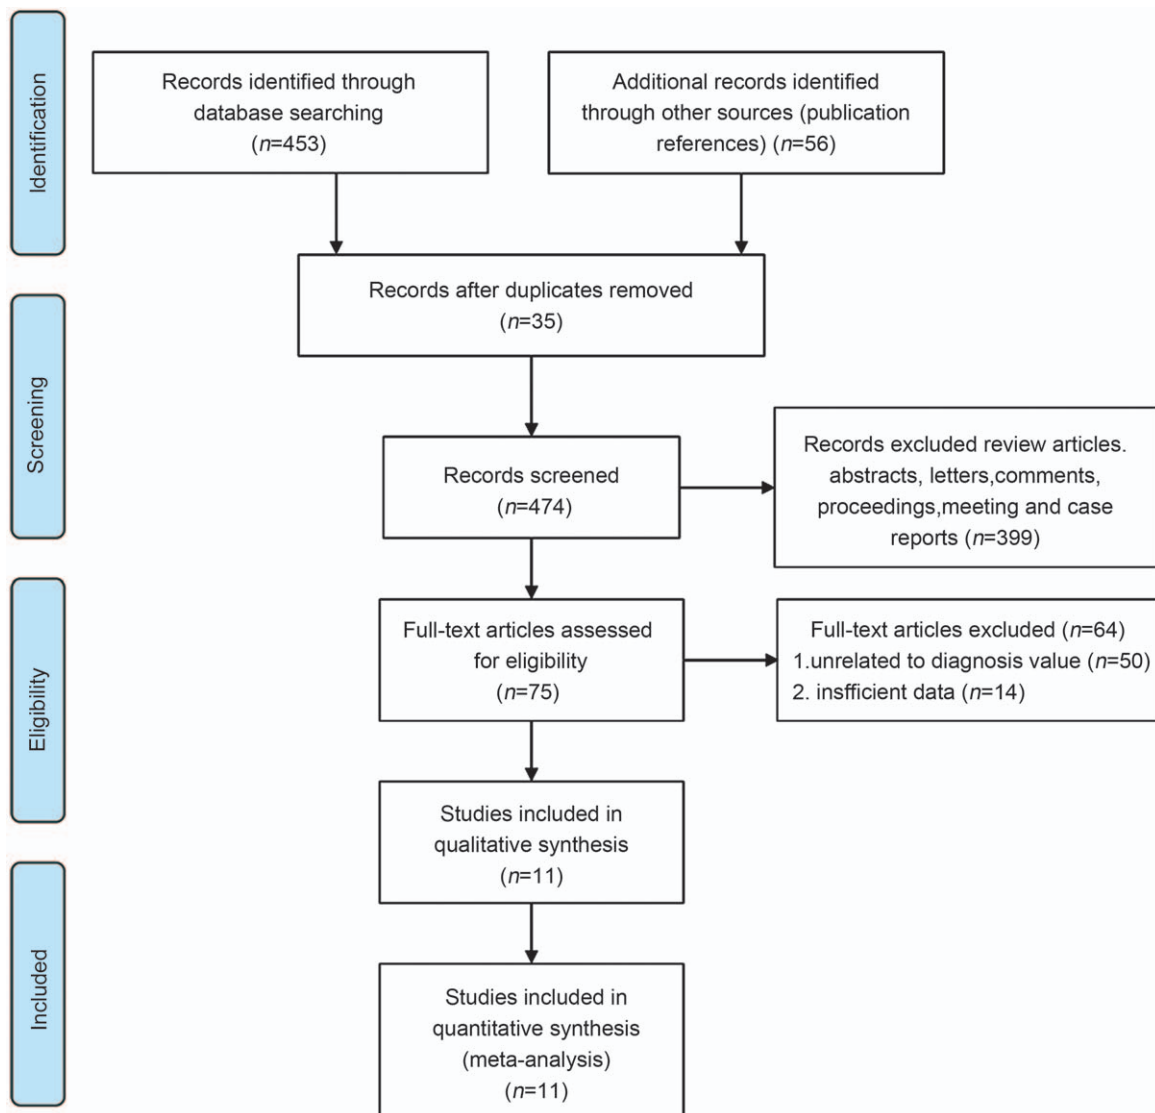 Identification
Records identified through
database searching
(n=453)
Additional records identified
through other sources (publication
references) (n=56)
Records after duplicates removed
(n=35)
Screening
Records screened
(n=474)
Records excluded review articles.
abstracts, letters,comments,
proceedings,meeting and case
reports (n=399)
Eligibility
Full-text articles assessed
for eligibility
(n=75)
Full-text articles excluded (n=64)
1.unrelated to diagnosis value (n=50)
2. insfficient data (n=14)
Studies included in
qualitative synthesis
(n=11)
Included
Studies included in
quantitative synthesis
(meta-analysis)
(n=11)